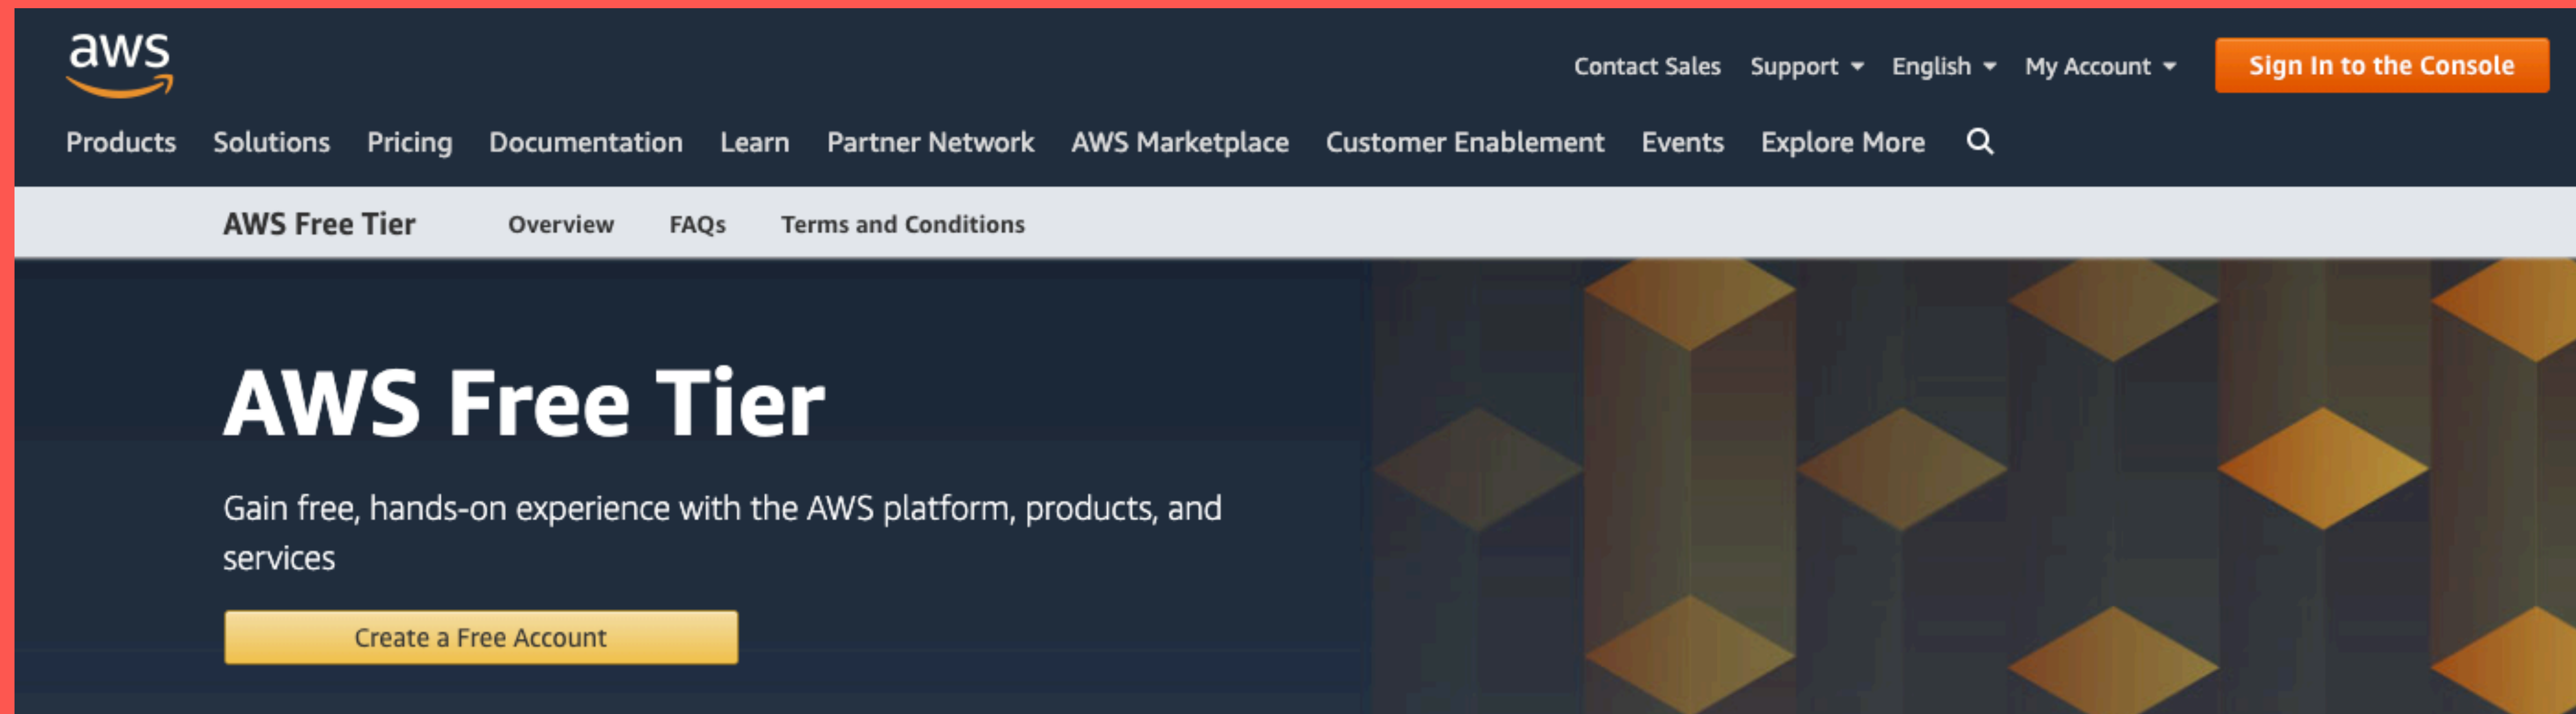 aws
Contact Sales Support English My Account Sign In to the Console
Products Solutions Pricing Documentation Learn Partner Network AWS Marketplace Customer Enablement Events Explore More
AWS Free Tier Overview FAQs Terms and Conditions
AWS Free Tier
Gain free, hands-on experience with the AWS platform, products, and
services
Create a Free Account